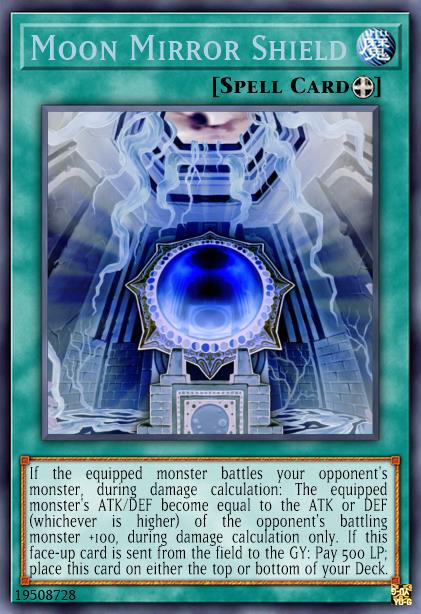 MOON MIRROR SHIELD
魔
[SPELL CARD]
If the equipped monster battles your opponent's
monster, during damage calculation: The equipped
monster's ATK/DEF become equal to the ATK or DEF
(whichever is higher) of the opponent's battling
monster +100, during damage calculation only. If this
face-up card is sent from the field to the GY: Pay 500 LP;
place this card on either the top or bottom of your Deck.
19508728